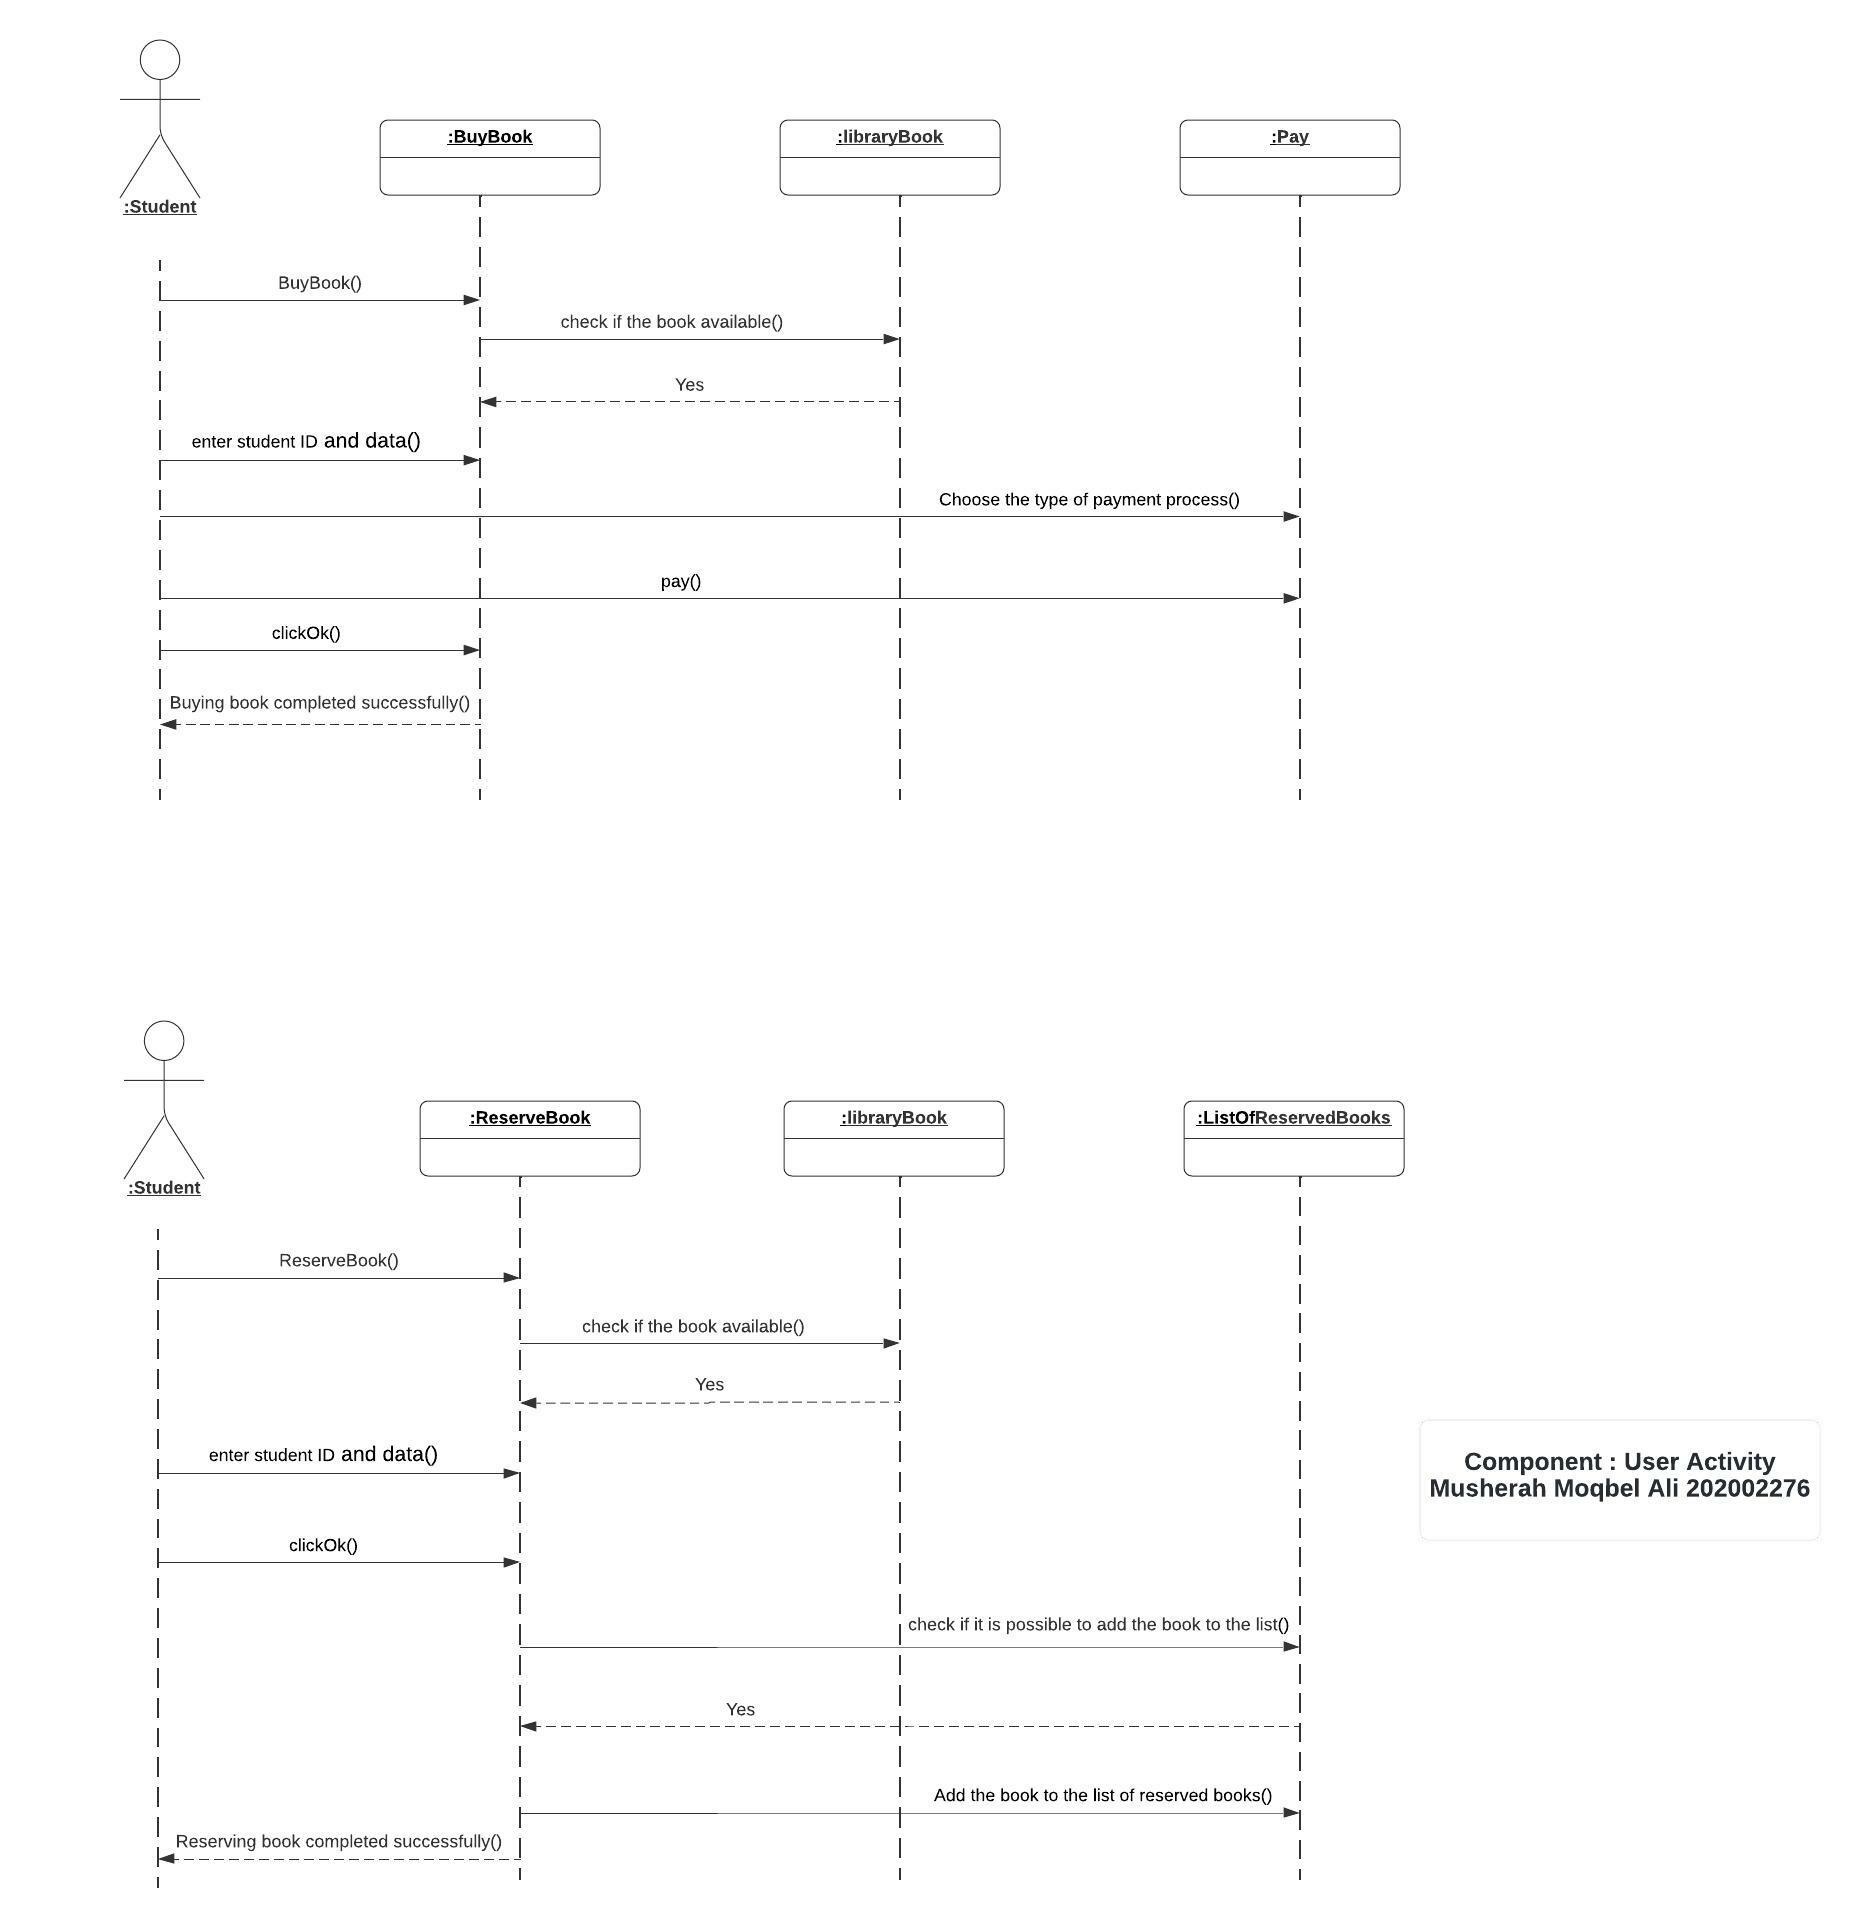 :Student
:BuyBook
:libraryBook
:Pay
BuyBook()
check if the book available()
Yes
enter student ID and data()
Choose the type of payment process()
pay()
clickOk()
Buying book completed successfully()
:Student
:ReserveBook
:libraryBook
:ListOfReservedBooks
ReserveBook()
check if the book available()
Yes
enter student ID and data()
clickOk()
check if it is possible to add the book to the list()
Yes
Add the book to the list of reserved books()
Reserving book completed successfully()
Component : User Activity
Musherah Moqbel Ali 202002276